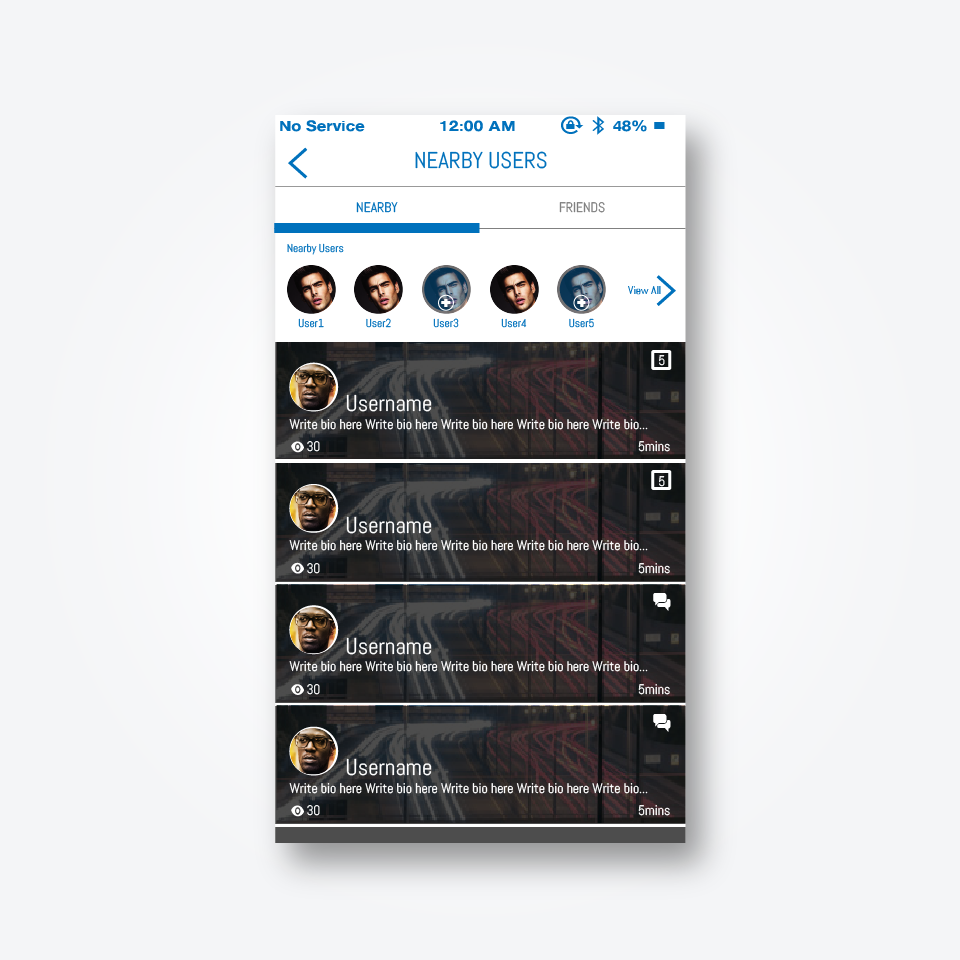 No Service 12:00 AM 48%
NEARBY USERS
NEARBY FRIENDS
Nearby Users
View All
User1 User2 User3 User4 User5
5
Username
Write bio here Write bio here Write bio here Write bio here Write bio...
30 5mins
5
Username
Write bio here Write bio here Write bio here Write bio here Write bio...
30 5mins
Username
Write bio here Write bio here Write bio here Write bio here Write bio...
30 5mins
Username
Write bio here Write bio here Write bio here Write bio here Write bio...
30 5mins